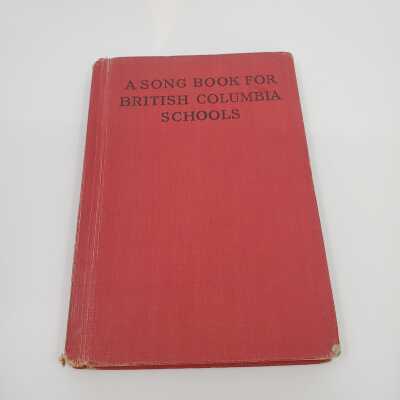 A SONG BOOK FOR
BRITISH COLUMBIA
SCHOOLS